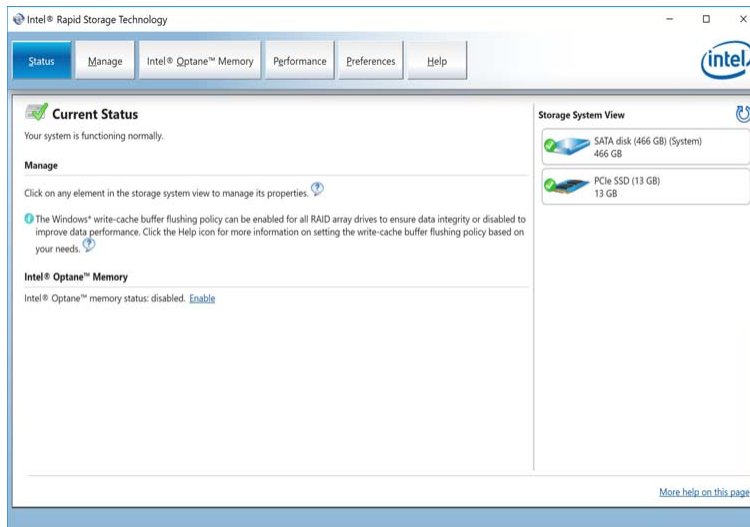 Intel® Rapid Storage Technology
Status
Manage
Intel® Optane™ Memory
Performance
Preferences
Help
intel
Current Status
Your system is functioning normally.
Manage
Click on any element in the storage system view to manage its properties.
The Windows* write-cache buffer flushing policy can be enabled for all RAID array drives to ensure data integrity or disabled to
improve data performance. Click the Help icon for more information on setting the write-cache buffer flushing policy based on
your needs.
Intel® Optane™ Memory
Intel® Optane™ memory status: disabled. Enable
Storage System View
SATA disk (466 GB) (System)
466 GB
PCIe SSD (13 GB)
13 GB
More help on this page